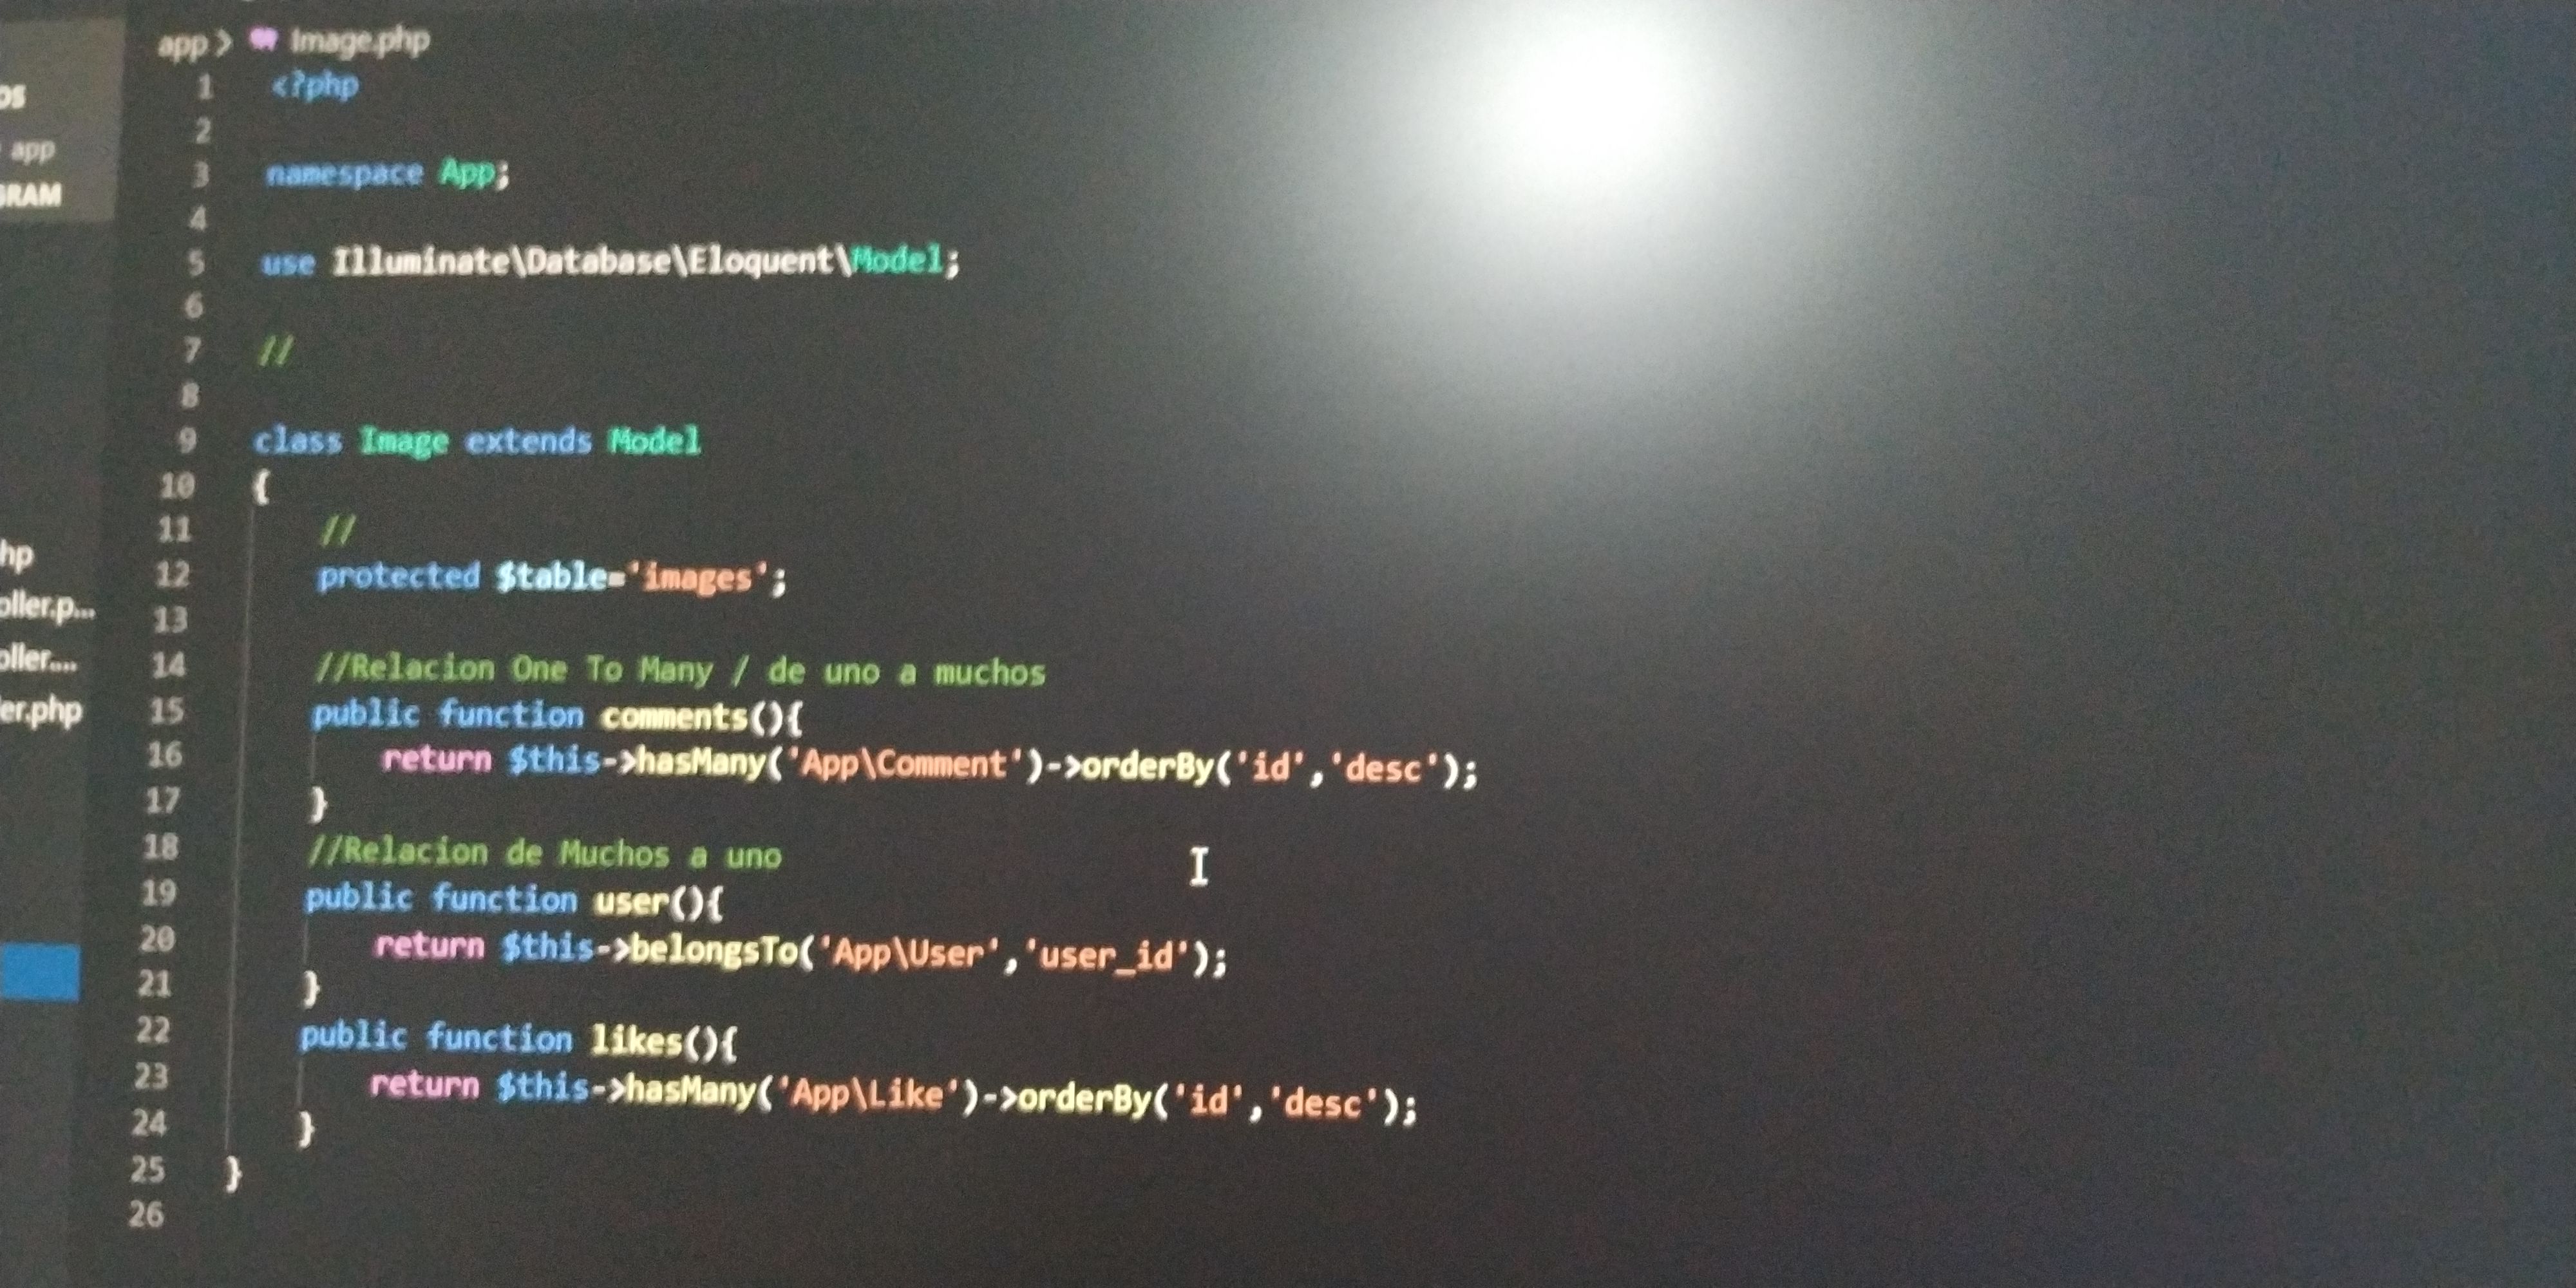 OS
app
GRAM
hp
oller.p...
oller....
er.php
app > Image.php
1 <?php
2
3 namespace App;
4
5 use Illuminate\Database\Eloquent\Model;
6
7 //
8
9 class Image extends Model
10 {
11 //
12 protected $table='images';
13
14 //Relacion One To Many / de uno a muchos
15 public function comments(){
16 return $this->hasMany('App\Comment')->orderBy('id','desc');
17 }
18 //Relacion de Muchos a uno
19 public function user(){
20 return $this->belongsTo('App\User','user_id');
21 }
22 public function likes(){
23 return $this->hasMany('App\Like')->orderBy('id','desc');
24 }
25 }
26